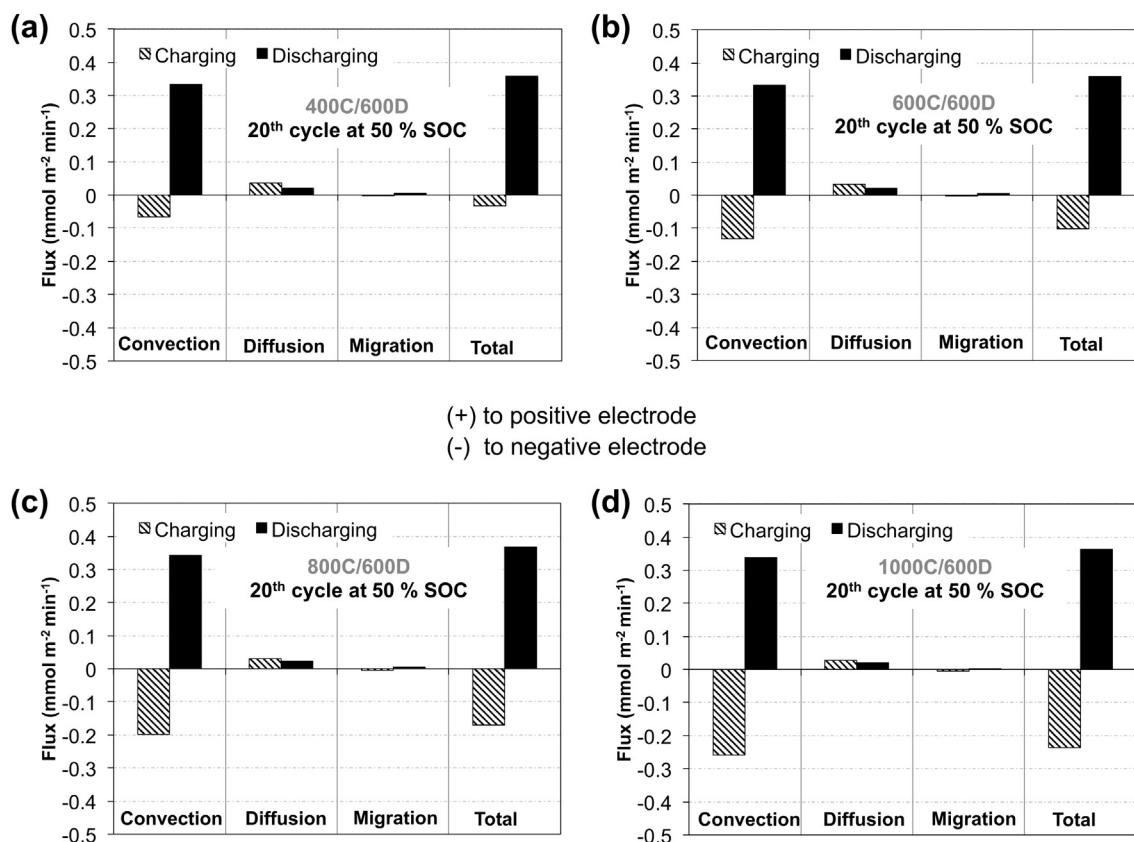 (a)
0.5
0.4
0.3
0.2
0.1
0
-0.1
-0.2
-0.3
-0.4
-0.5
Flux (mmol m⁻² min⁻¹)
Charging Discharging
400C/600D
20th cycle at 50 % SOC
Convection Diffusion Migration Total
(b)
0.5
0.4
0.3
0.2
0.1
0
-0.1
-0.2
-0.3
-0.4
-0.5
Flux (mmol m⁻² min⁻¹)
Charging Discharging
600C/600D
20th cycle at 50 % SOC
Convection Diffusion Migration Total
(+) to positive electrode
(-) to negative electrode
(c)
0.5
0.4
0.3
0.2
0.1
0
-0.1
-0.2
-0.3
-0.4
-0.5
Flux (mmol m⁻² min⁻¹)
Charging Discharging
800C/600D
20th cycle at 50 % SOC
Convection Diffusion Migration Total
(d)
0.5
0.4
0.3
0.2
0.1
0
-0.1
-0.2
-0.3
-0.4
-0.5
Flux (mmol m⁻² min⁻¹)
Charging Discharging
1000C/600D
20th cycle at 50 % SOC
Convection Diffusion Migration Total